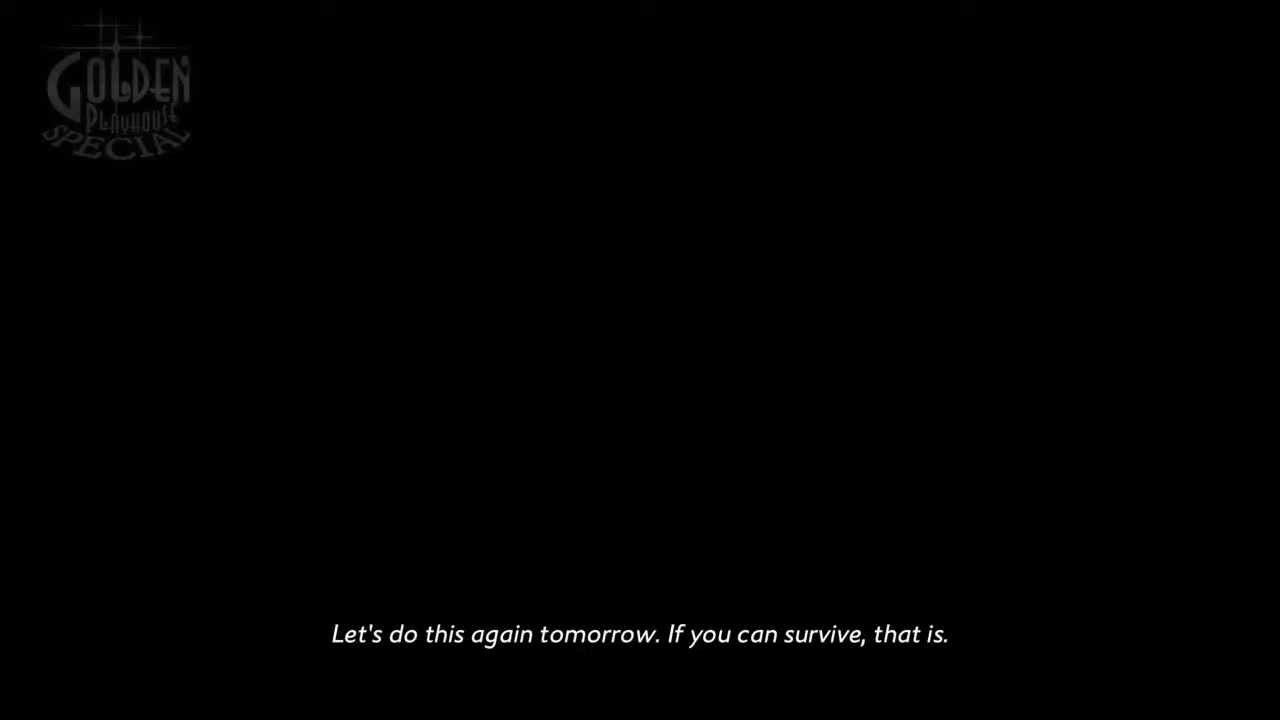 GOLDEN
PLAYHOUSE
SPECIAL
Let's do this again tomorrow. If you can survive, that is.